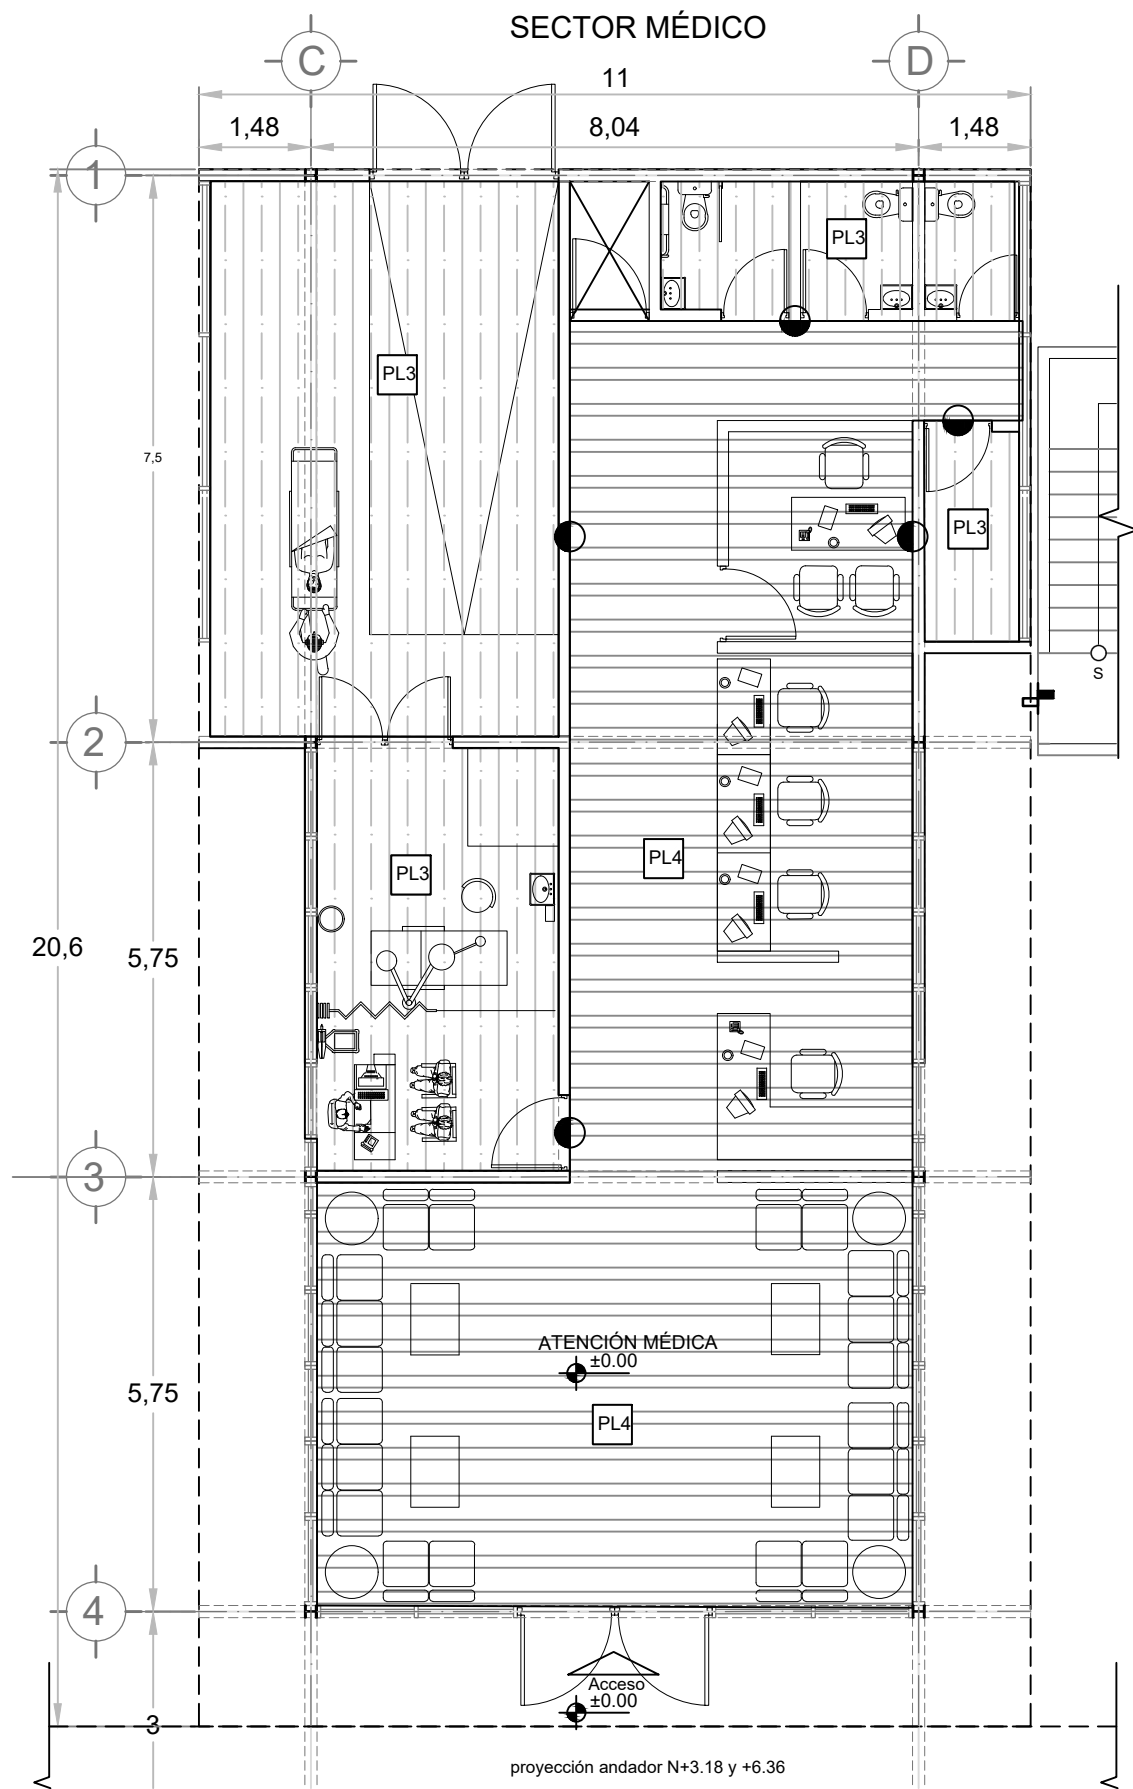 SECTOR MÉDICO
C
D
11
1,48
8,04
1,48
1
PL3
PL3
7,5
PL3
S
2
PL4
PL3
20,6
5,75
3
ATENCIÓN MÉDICA
±0.00
5,75
PL4
4
Acceso
±0.00
3
proyección andador N+3.18 y +6.36